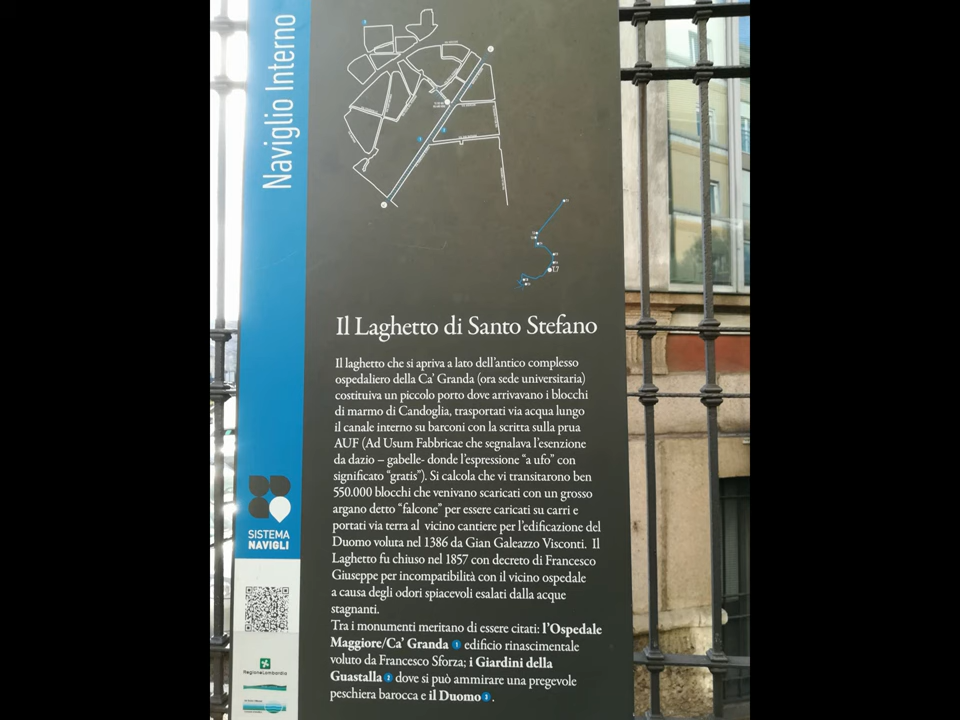 Naviglio Interno
Il Laghetto di Santo Stefano
Il laghetto che si apriva a lato dell'antico complesso
ospedaliero della Ca' Granda (ora sede universitaria)
costituiva un piccolo porto dove arrivavano i blocchi
di marmo di Candoglia, trasportati via acqua lungo
il canale interno su barconi con la scritta sulla prua
AUF (Ad Usum Fabbricae che segnalava l'esenzione
da dazio – gabelle- donde l'espressione "a ufo" con
significato "gratis"). Si calcola che vi transitarono ben
550.000 blocchi che venivano scaricati con un grosso
argano detto "falcone" per essere caricati su carri e
portati via terra al vicino cantiere per l'edificazione del
Duomo voluta nel 1386 da Gian Galeazzo Visconti. Il
Laghetto fu chiuso nel 1857 con decreto di Francesco
Giuseppe per incompatibilità con il vicino ospedale
a causa degli odori spiacevoli esalati dalla acque
stagnanti.
Tra i monumenti meritano di essere citati: l'Ospedale
Maggiore/Ca' Granda 1 edificio rinascimentale
voluto da Francesco Sforza; i Giardini della
Guastalla 2 dove si può ammirare una pregevole
peschiera barocca e il Duomo 3.
SISTEMA
NAVIGLI
RegioneLombardia